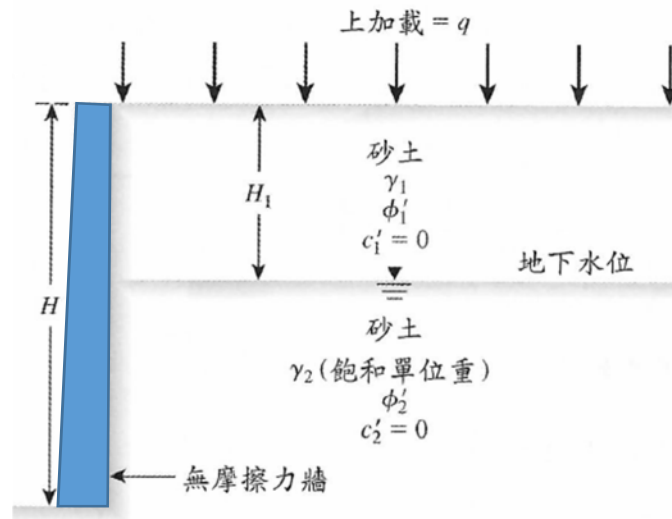 上加載 = q
砂土
γ₁
H₁
ϕ′₁
c′₁ = 0
地下水位
H
砂土
γ₂ (飽和單位重)
ϕ′₂
c′₂ = 0
無摩擦力牆